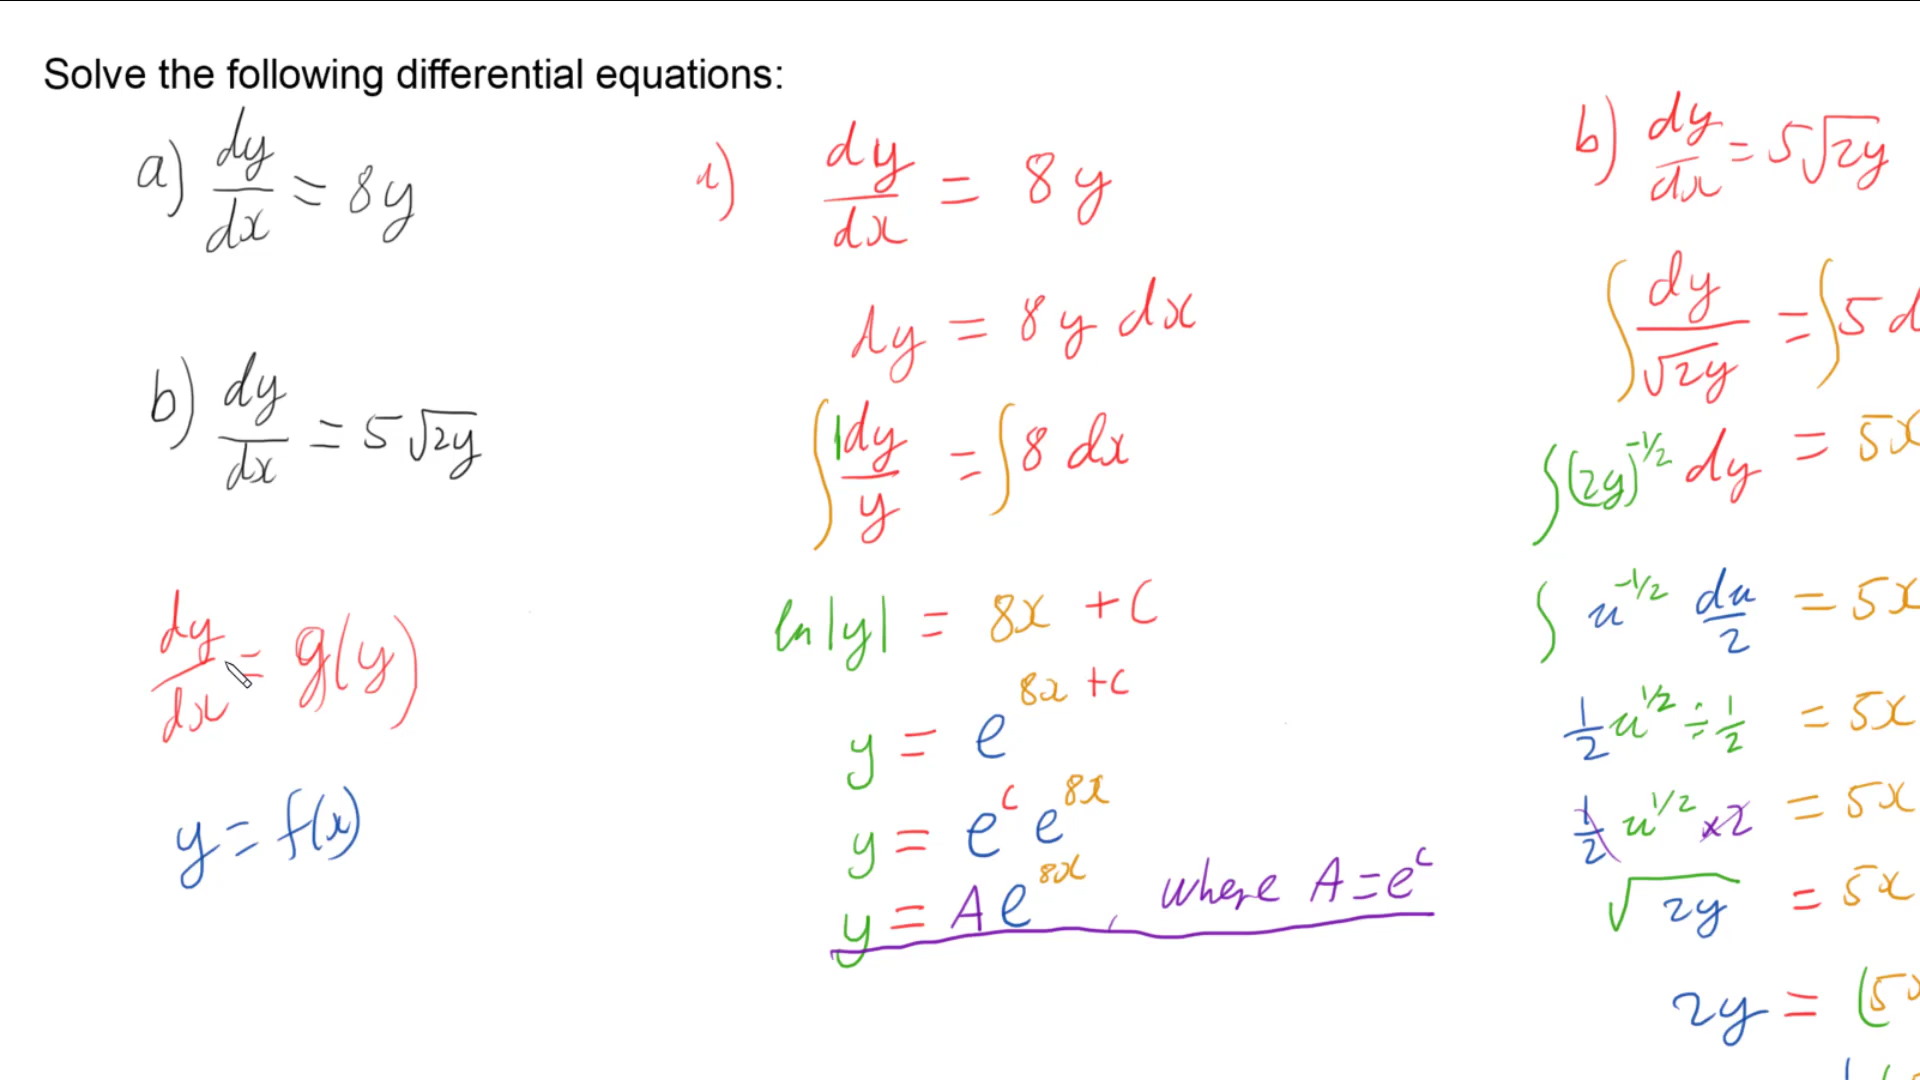 Solve the following differential equations:
a) dy/dx = 8y
b) dy/dx = 5√2y
dy/dx = g(y)
y = f(x)
a) dy/dx = 8y
dy = 8y dx
∫ 1dy/y = ∫ 8 dx
ln|y| = 8x + C
y = e^(8x + C)
y = e^c e^(8x)
y = A e^(8x), where A = e^c
b) dy/dx = 5√2y
∫ dy/√2y = ∫ 5 d
∫ (2y)^(-1/2) dy = 5x
∫ u^(-1/2) du/2 = 5x
1/2 u^(1/2) ÷ 1/2 = 5x
1/2 u^(1/2) × 2 = 5x
√2y = 5x
2y = (5x